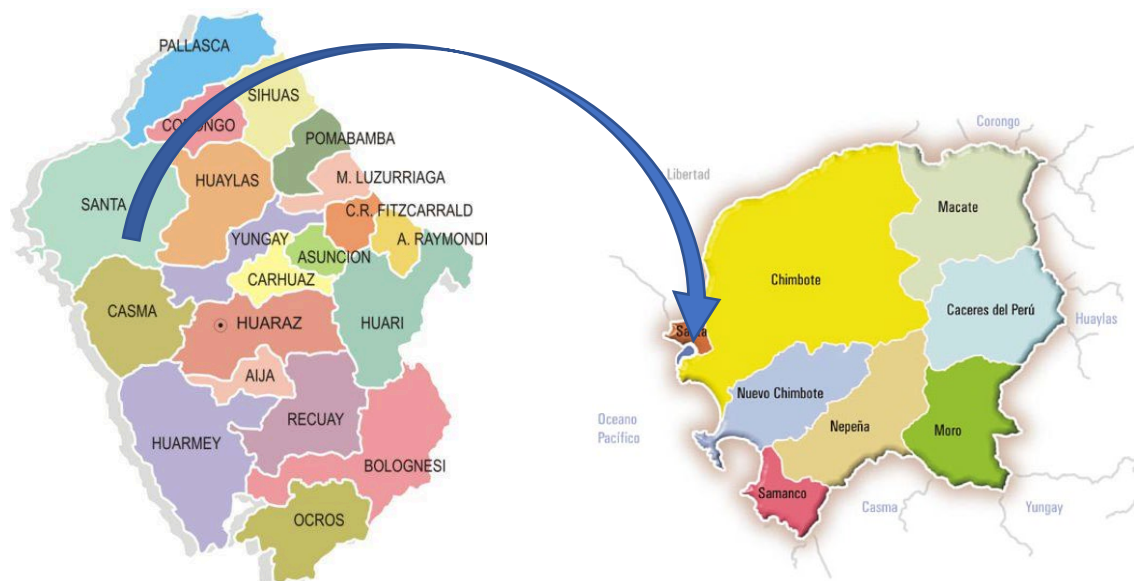 PALLASCA
SIHUAS
CORONGO
POMABAMBA
HUAYLAS
M. LUZURRIAGA
SANTA
C.R. FITZCARRALD
YUNGAY
A. RAYMONDI
ASUNCION
CARHUAZ
CASMA
HUARAZ
HUARI
AIJA
RECUAY
HUARMEY
BOLOGNESI
OCROS
Corongo
Libertad
Macate
Chimbote
Caceres del Perú
Huaylas
Santa
Nuevo Chimbote
Oceano
Pacífico
Nepeña
Moro
Samanco
Casma
Yungay